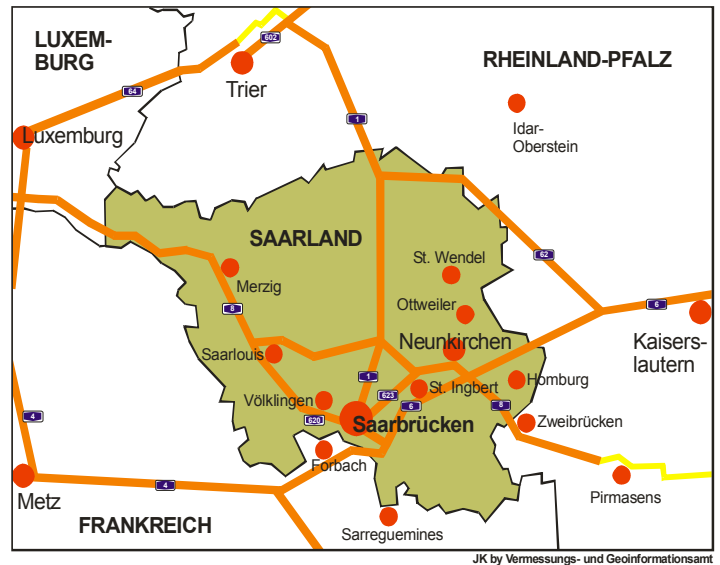 LUXEM-
BURG
602
RHEINLAND-PFALZ
Trier
64
Idar-
Oberstein
1
Luxemburg
SAARLAND
St. Wendel
62
Merzig
Ottweiler
6
8
Neunkirchen
Kaisers-
lautern
Saarlouis
1
St. Ingbert
Homburg
623
Völklingen
6
8
4
620
Saarbrücken
Zweibrücken
Forbach
4
Metz
Pirmasens
FRANKREICH
Sarreguemines
JK by Vermessungs- und Geoinformationsamt